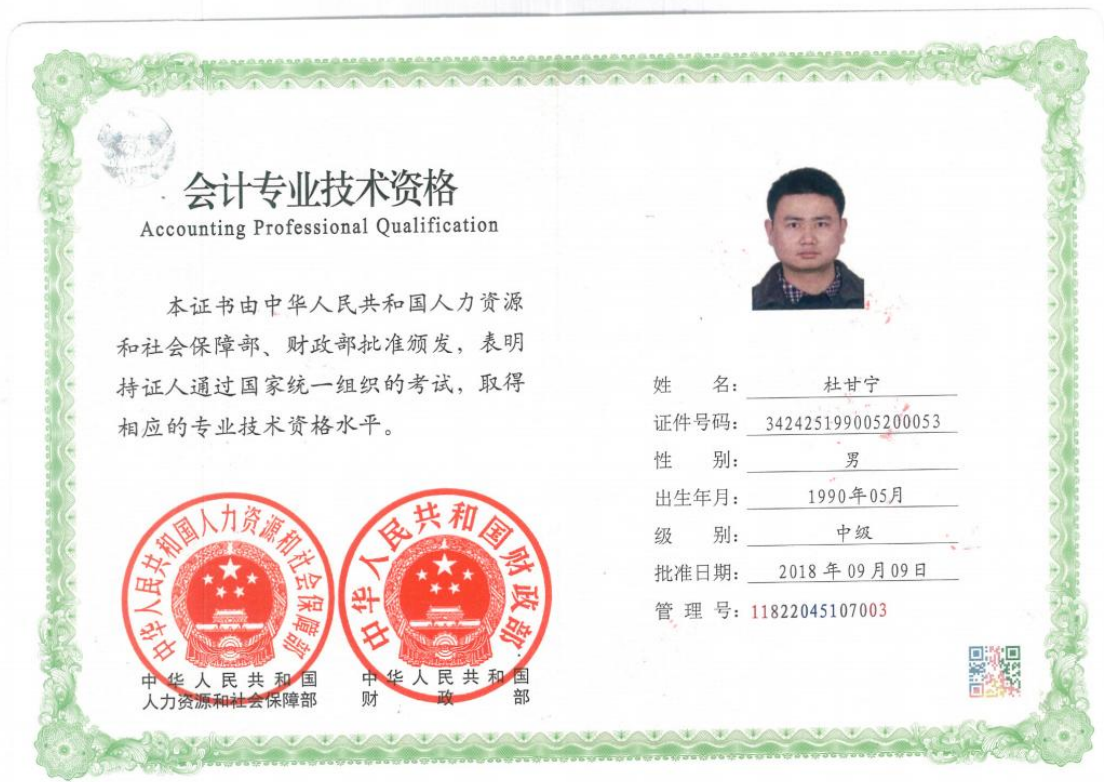 会计专业技术资格
Accounting Professional Qualification
本证书由中华人民共和国人力资源
和社会保障部、财政部批准颁发，表明
持证人通过国家统一组织的考试，取得
相应的专业技术资格水平。
中华人民共和国人力资源和社会保障部
中华人民共和国财政部
中华人民共和国
人力资源和社会保障部
中华人民共和国
财政部
姓名：杜甘宁
证件号码：342425199005200053
性别：男
出生年月：1990年05月
级别：中级
批准日期：2018年09月09日
管理号：11822045107003